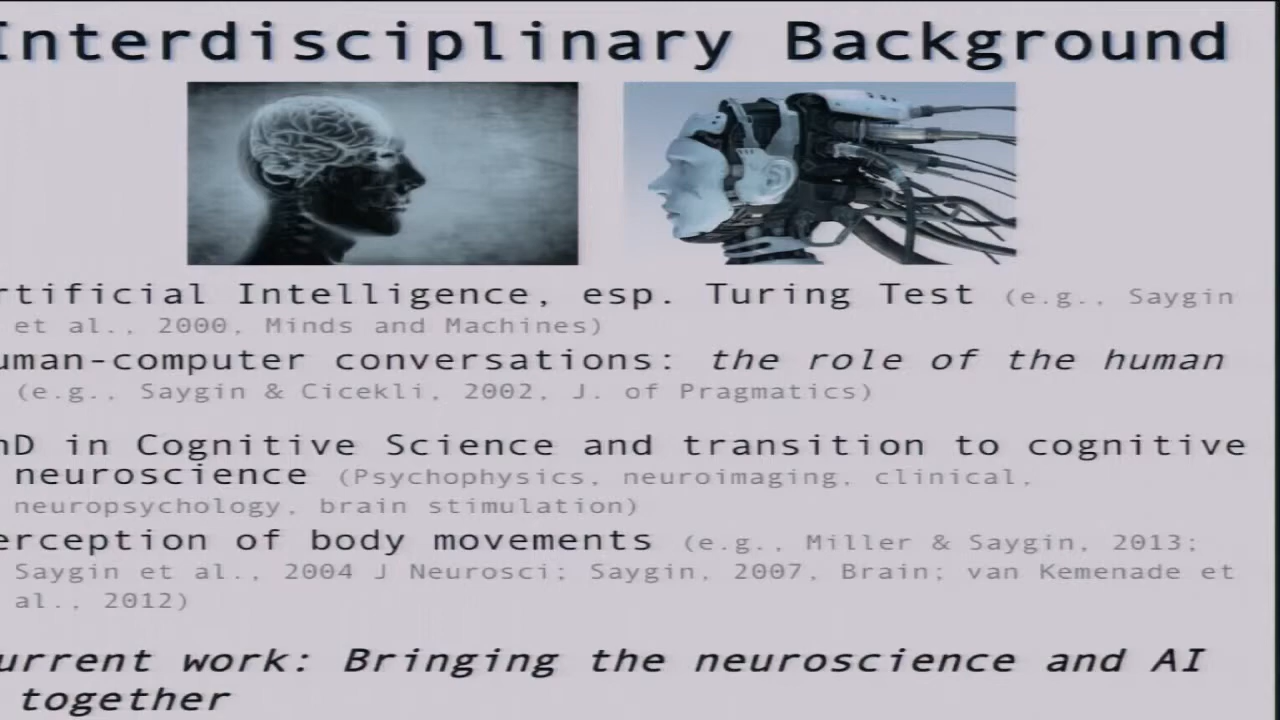 Interdisciplinary Background
rtificial Intelligence, esp. Turing Test (e.g., Saygin
et al., 2000, Minds and Machines)
uman-computer conversations: the role of the human
(e.g., Saygin & Cicekli, 2002, J. of Pragmatics)
hD in Cognitive Science and transition to cognitive
neuroscience (Psychophysics, neuroimaging, clinical,
neuropsychology, brain stimulation)
erception of body movements (e.g., Miller & Saygin, 2013;
Saygin et al., 2004 J Neurosci; Saygin, 2007, Brain; van Kemenade et
al., 2012)
urrent work: Bringing the neuroscience and AI
together